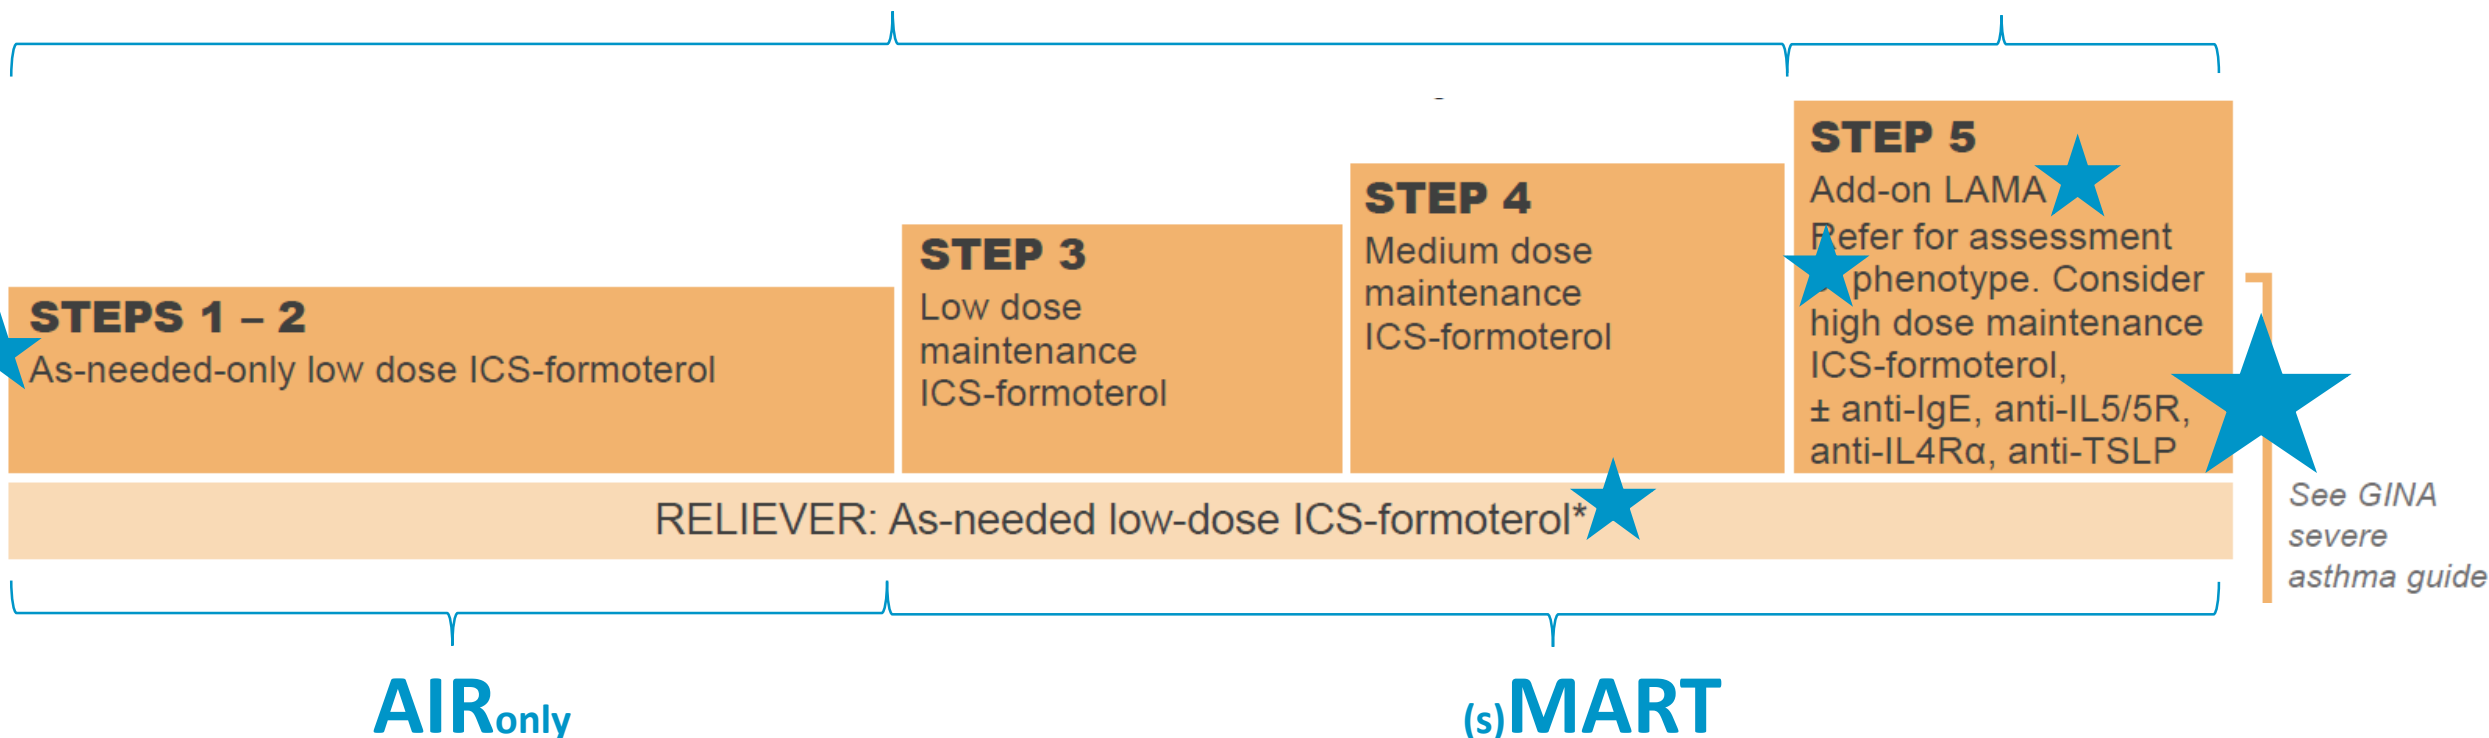 STEPS 1 – 2
As-needed-only low dose ICS-formoterol
STEP 3
Low dose
maintenance
ICS-formoterol
STEP 4
Medium dose
maintenance
ICS-formoterol
STEP 5
Add-on LAMA
Refer for assessment
phenotype. Consider
high dose maintenance
ICS-formoterol,
± anti-IgE, anti-IL5/5R,
anti-IL4Rα, anti-TSLP
RELIEVER: As-needed low-dose ICS-formoterol*
See GINA
severe
asthma guide
AIRonly
(s)MART